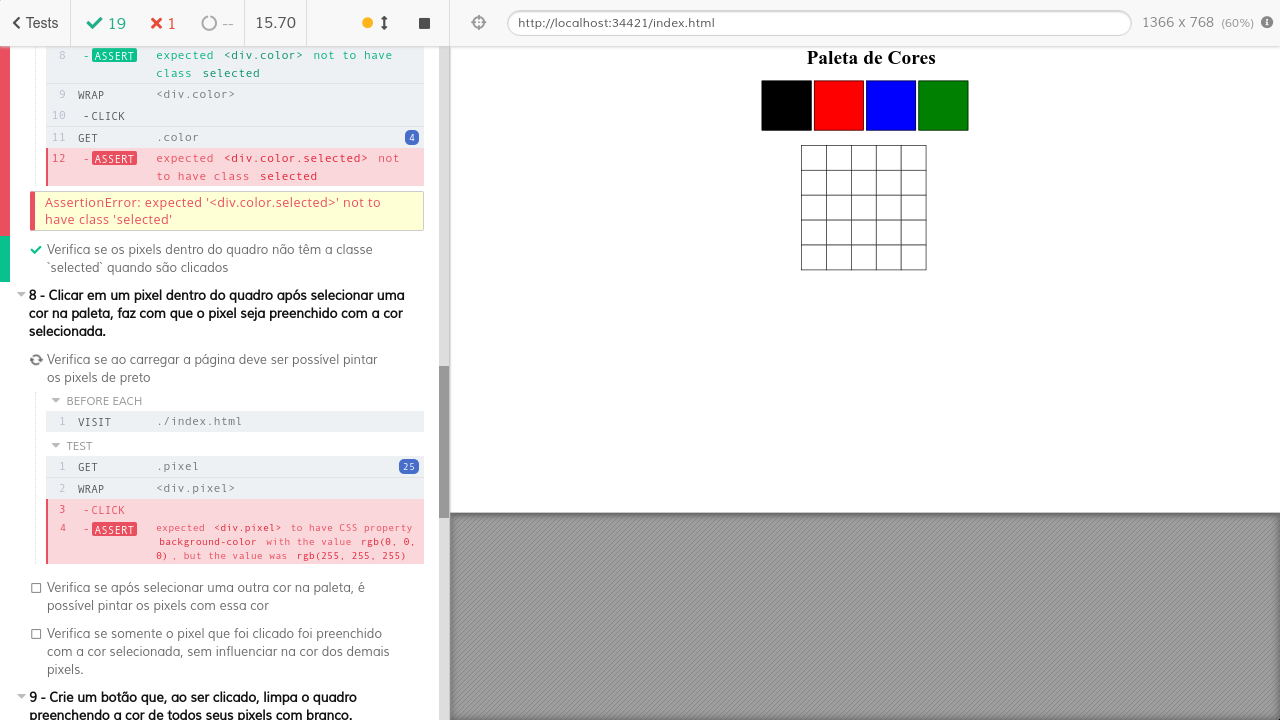 Tests 19 1 -- 15.70
http://localhost:34421/index.html 1366 x 768 (60%)
8 -ASSERT expected <div.color> not to have
class selected
9 WRAP <div.color>
10 -CLICK
11 GET .color 4
12 -ASSERT expected <div.color.selected> not
to have class selected
AssertionError: expected '<div.color.selected>' not to
have class 'selected'
Verifica se os pixels dentro do quadro não têm a classe
`selected` quando são clicados
8 - Clicar em um pixel dentro do quadro após selecionar uma
cor na paleta, faz com que o pixel seja preenchido com a cor
selecionada.
Verifica se ao carregar a página deve ser possível pintar
os pixels de preto
BEFORE EACH
1 VISIT ./index.html
TEST
1 GET .pixel 25
2 WRAP <div.pixel>
3 -CLICK
4 -ASSERT expected <div.pixel> to have CSS property
background-color with the value rgb(0, 0,
0) , but the value was rgb(255, 255, 255)
Verifica se após selecionar uma outra cor na paleta, é
possível pintar os pixels com essa cor
Verifica se somente o pixel que foi clicado foi preenchido
com a cor selecionada, sem influenciar na cor dos demais
pixels.
9 - Crie um botão que, ao ser clicado, limpa o quadro
preenchendo a cor de todos seus pixels com branco.
Paleta de Cores